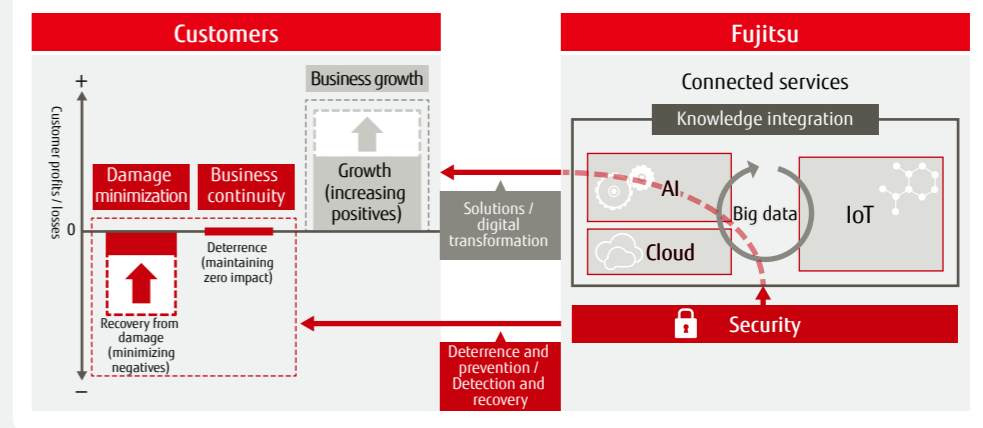 Customers
Fujitsu
+
Customer profits / losses
0
−
Damage
minimization
Business
continuity
Business growth
Growth
(increasing
positives)
Deterrence
(maintaining
zero impact)
Recovery from
damage
(minimizing
negatives)
Solutions /
digital
transformation
Deterrence and
prevention /
Detection and
recovery
Connected services
Knowledge integration
AI
Big data
IoT
Cloud
Security